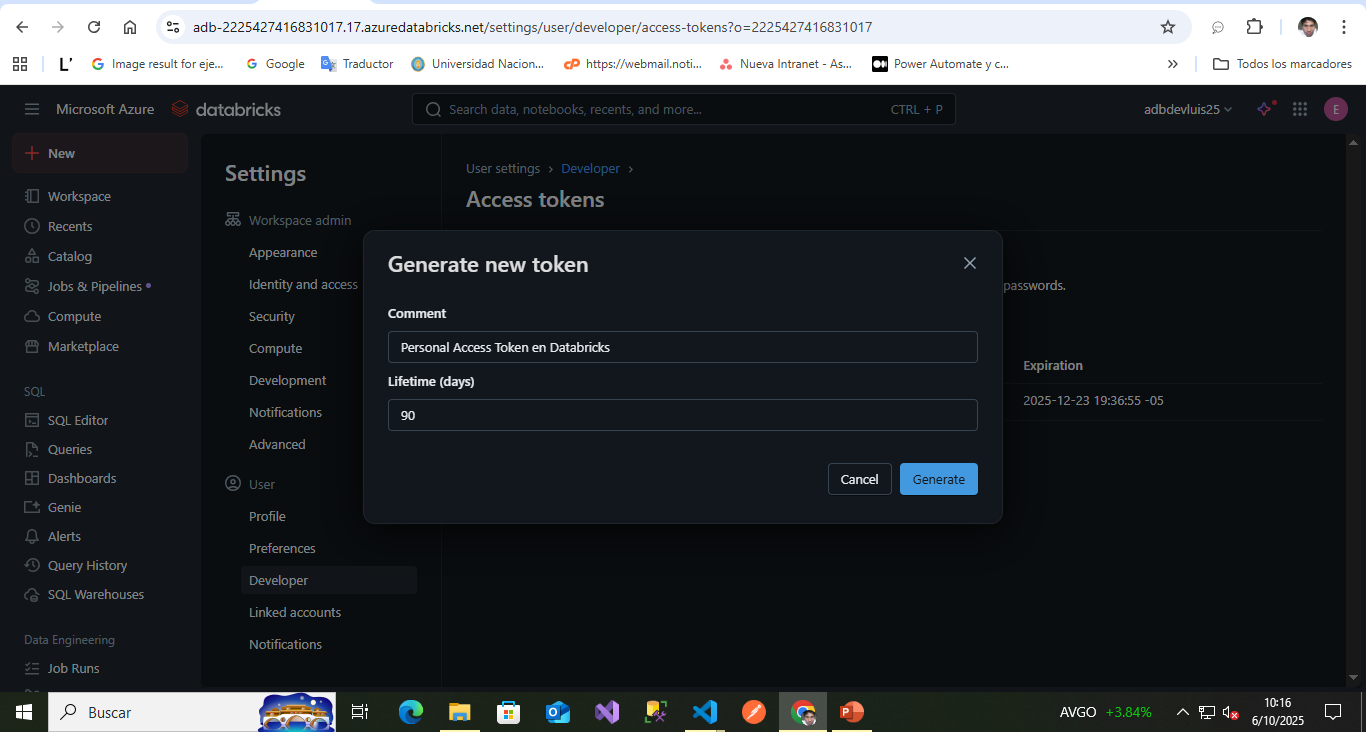 adb-2225427416831017.17.azuredatabricks.net/settings/user/developer/access-tokens?o=2225427416831017
L' Image result for eje... Google Traductor Universidad Nacion... https://webmail.noti... Nueva Intranet - As... Power Automate y c... » Todos los marcadores
Microsoft Azure databricks Search data, notebooks, recents, and more... CTRL + P adbdevluis25 E
New
Workspace
Recents
Catalog
Jobs & Pipelines
Compute
Marketplace
SQL
SQL Editor
Queries
Dashboards
Genie
Alerts
Query History
SQL Warehouses
Data Engineering
Job Runs
Settings
Workspace admin
Appearance
Identity and access
Security
Compute
Development
Notifications
Advanced
User
Profile
Preferences
Developer
Linked accounts
Notifications
User settings › Developer ›
Access tokens
passwords.
Expiration
2025-12-23 19:36:55 -05
Generate new token
Comment
Personal Access Token en Databricks
Lifetime (days)
90
Cancel Generate
Buscar
AVGO +3.84%
10:16
6/10/2025